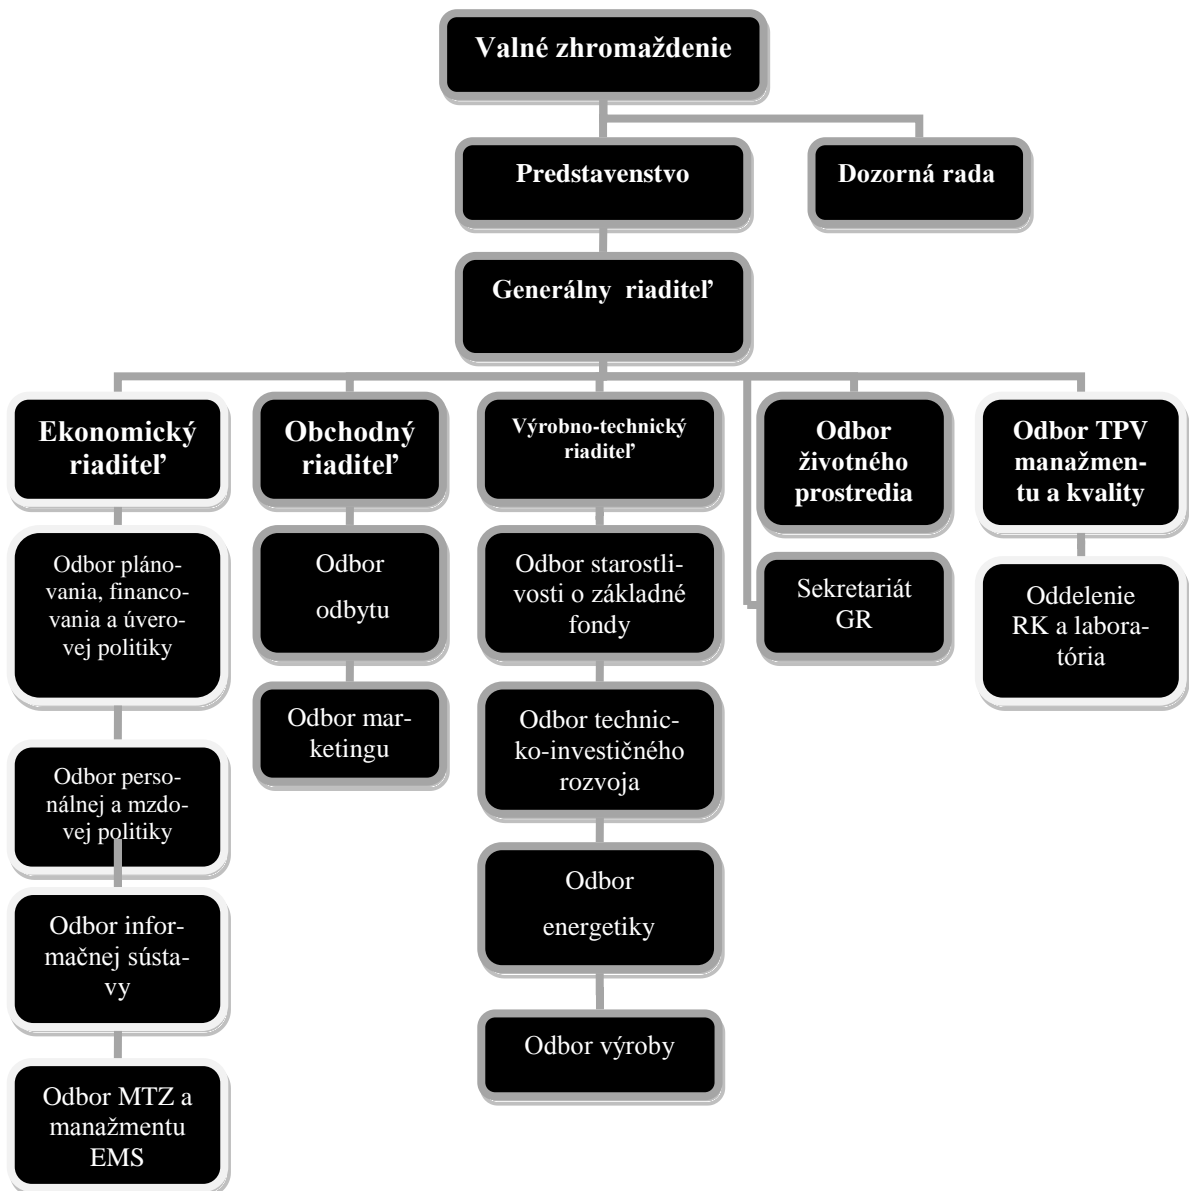 Valné zhromaždenie
Predstavenstvo
Dozorná rada
Generálny  riaditeľ
Ekonomický
riaditeľ
Obchodný
riaditeľ
Výrobno-technický
riaditeľ
Odbor
životného
prostredia
Odbor TPV
manažmen-
tu a kvality
Odbor pláno-
vania, financo-
vania a úvero-
vej politiky
Odbor
odbytu
Odbor starostli-
vosti o základné
fondy
Sekretariát
GR
Oddelenie
RK a labora-
tória
Odbor mar-
ketingu
Odbor technic-
ko-investičného
rozvoja
Odbor perso-
nálnej a mzdo-
vej politiky
Odbor
energetiky
Odbor infor-
mačnej sústa-
vy
Odbor výroby
Odbor MTZ a
manažmentu
EMS